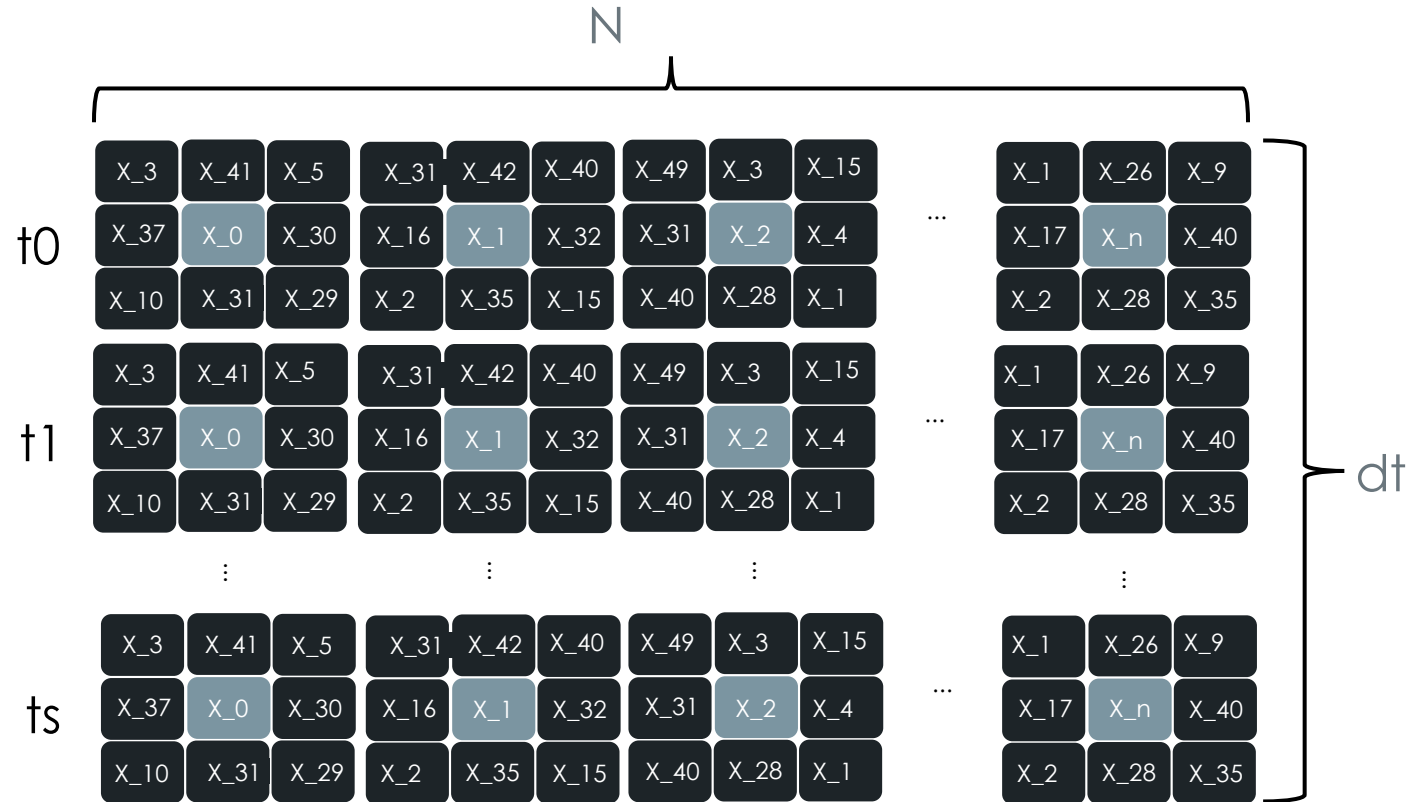 N
X_3 X_41 X_5 X_31 X_42 X_40 X_49 X_3 X_15 X_1 X_26 X_9
t0 X_37 X_0 X_30 X_16 X_1 X_32 X_31 X_2 X_4 ... X_17 X_n X_40
X_10 X_31 X_29 X_2 X_35 X_15 X_40 X_28 X_1 X_2 X_28 X_35
X_3 X_41 X_5 X_31 X_42 X_40 X_49 X_3 X_15 X_1 X_26 X_9
t1 X_37 X_0 X_30 X_16 X_1 X_32 X_31 X_2 X_4 ... X_17 X_n X_40
dt
X_10 X_31 X_29 X_2 X_35 X_15 X_40 X_28 X_1 X_2 X_28 X_35
... ... ... ...
X_3 X_41 X_5 X_31 X_42 X_40 X_49 X_3 X_15 X_1 X_26 X_9
ts X_37 X_0 X_30 X_16 X_1 X_32 X_31 X_2 X_4 ... X_17 X_n X_40
X_10 X_31 X_29 X_2 X_35 X_15 X_40 X_28 X_1 X_2 X_28 X_35